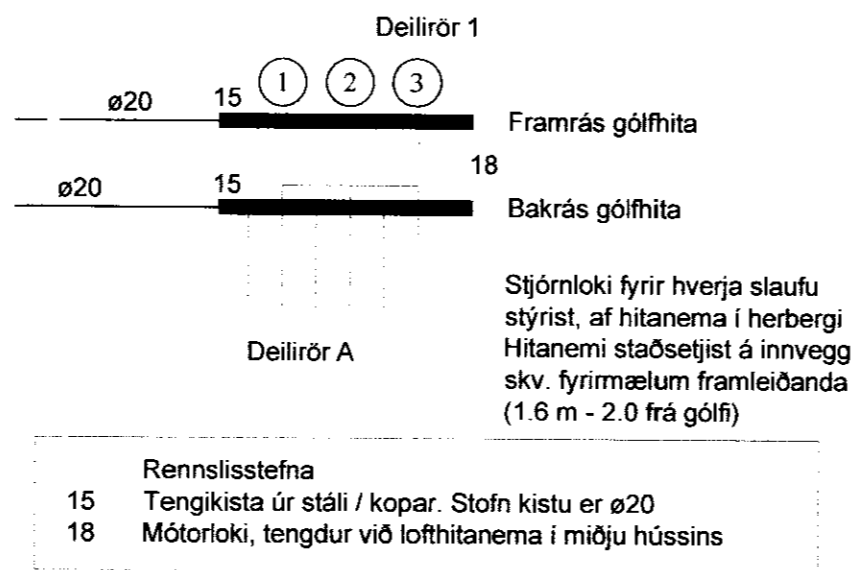 Deilirör 1
1 2 3
ø20 15
Framrás gólfhita
18
ø20 15
Bakrás gólfhita
Stjórnloki fyrir hverja slaufu
stýrist, af hitanema í herbergi
Hitanemi staðsetjist á innvegg
skv. fyrirmælum framleiðanda
(1.6 m - 2.0 frá gólfi)
Deilirör A
Rennslisstefna
15 Tengikista úr stáli / kopar. Stofn kistu er ø20
18 Mótorloki, tengdur við lofthitanema í miðju hússins